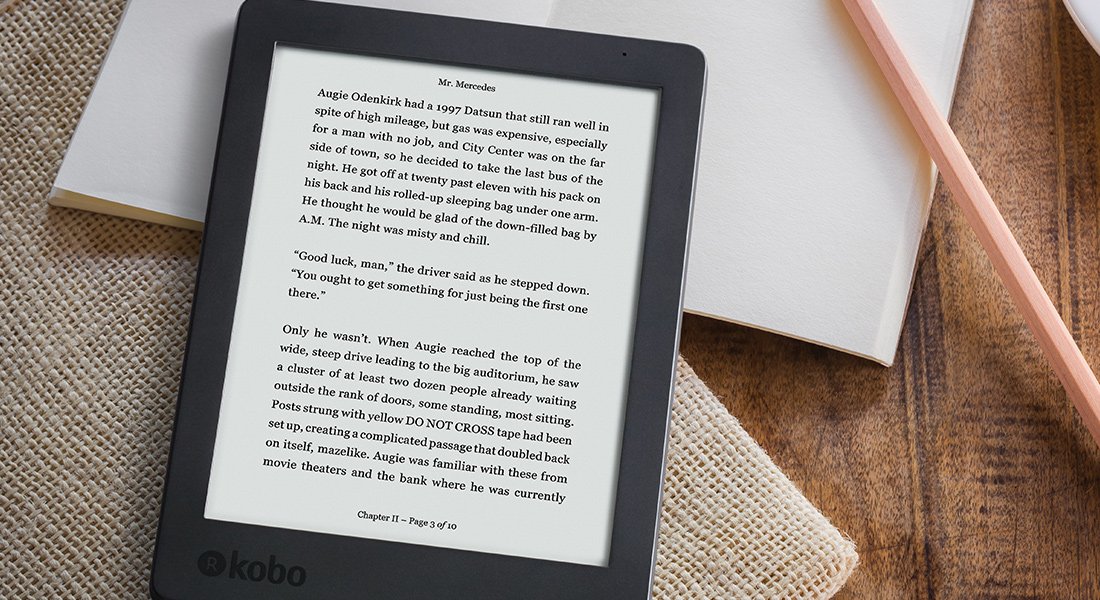 Mr. Mercedes
Augie Odenkirk had a 1997 Datsun that still ran well in
spite of high mileage, but gas was expensive, especially
for a man with no job, and City Center was on the far
side of town, so he decided to take the last bus of the
night. He got off at twenty past eleven with his pack on
his back and his rolled-up sleeping bag under one arm.
He thought he would be glad of the down-filled bag by
A.M. The night was misty and chill.
“Good luck, man,” the driver said as he stepped down.
“You ought to get something for just being the first one
there.”
Only he wasn’t. When Augie reached the top of the
wide, steep drive leading to the big auditorium, he saw
a cluster of at least two dozen people already waiting
outside the rank of doors, some standing, most sitting.
Posts strung with yellow DO NOT CROSS tape had been
set up, creating a complicated passage that doubled back
on itself, mazelike. Augie was familiar with these from
movie theaters and the bank where he was currently
Chapter II – Page 3 of 10
R kobo